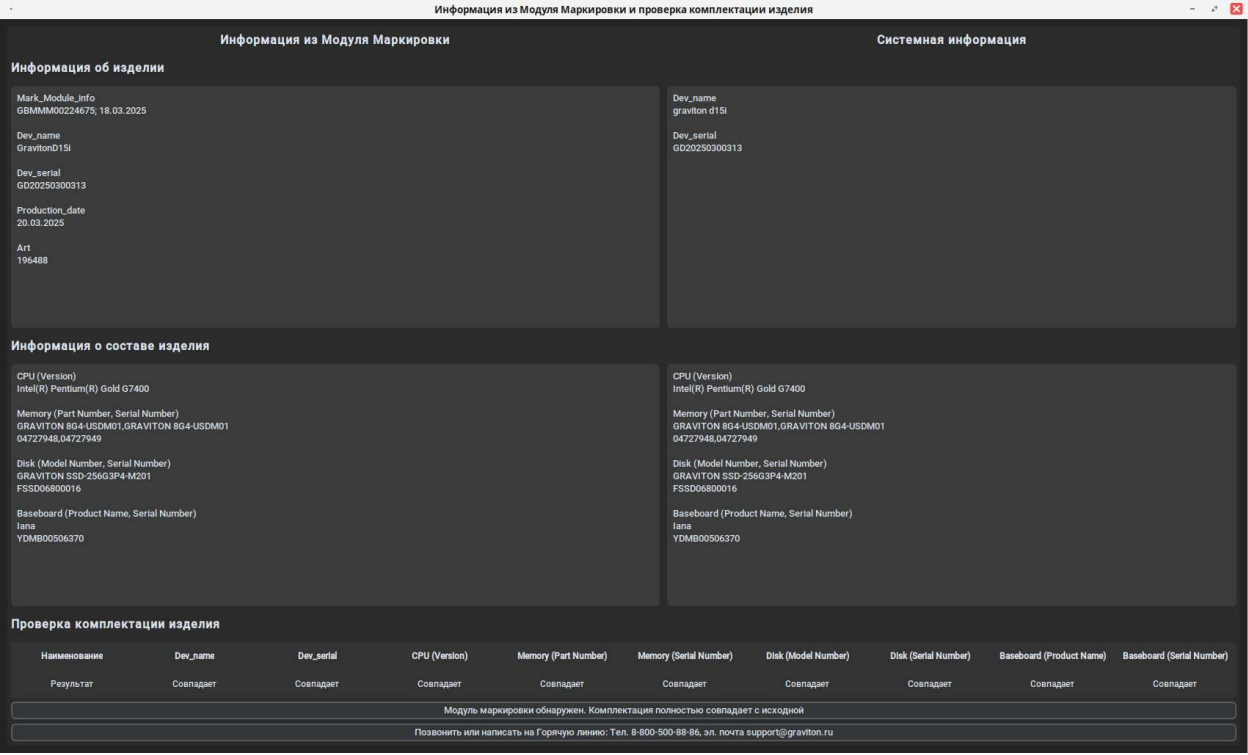 Информация из Модуля Маркировки и проверка комплектации изделия
Информация из Модуля Маркировки
Системная информация
Информация об изделии
Mark_Module_info
GBMMM00224675; 18.03.2025
Dev_name
GravitonD15i
Dev_serial
GD20250300313
Production_date
20.03.2025
Art
196488
Dev_name
graviton d15i
Dev_serial
GD20250300313
Информация о составе изделия
CPU (Version)
Intel(R) Pentium(R) Gold G7400
Memory (Part Number, Serial Number)
GRAVITON 8G4-USDM01,GRAVITON 8G4-USDM01
04727948,04727949
Disk (Model Number, Serial Number)
GRAVITON SSD-256G3P4-M201
FSSD06800016
Baseboard (Product Name, Serial Number)
Iana
YDMB00506370
CPU (Version)
Intel(R) Pentium(R) Gold G7400
Memory (Part Number, Serial Number)
GRAVITON 8G4-USDM01,GRAVITON 8G4-USDM01
04727948,04727949
Disk (Model Number, Serial Number)
GRAVITON SSD-256G3P4-M201
FSSD06800016
Baseboard (Product Name, Serial Number)
Iana
YDMB00506370
Проверка комплектации изделия
Наименование Dev_name Dev_serial CPU (Version) Memory (Part Number) Memory (Serial Number) Disk (Model Number) Disk (Serial Number) Baseboard (Product Name) Baseboard (Serial Number)
Результат Совпадает Совпадает Совпадает Совпадает Совпадает Совпадает Совпадает Совпадает Совпадает
Модуль маркировки обнаружен. Комплектация полностью совпадает с исходной
Позвонить или написать на Горячую линию: Тел. 8-800-500-88-86, эл. почта support@graviton.ru